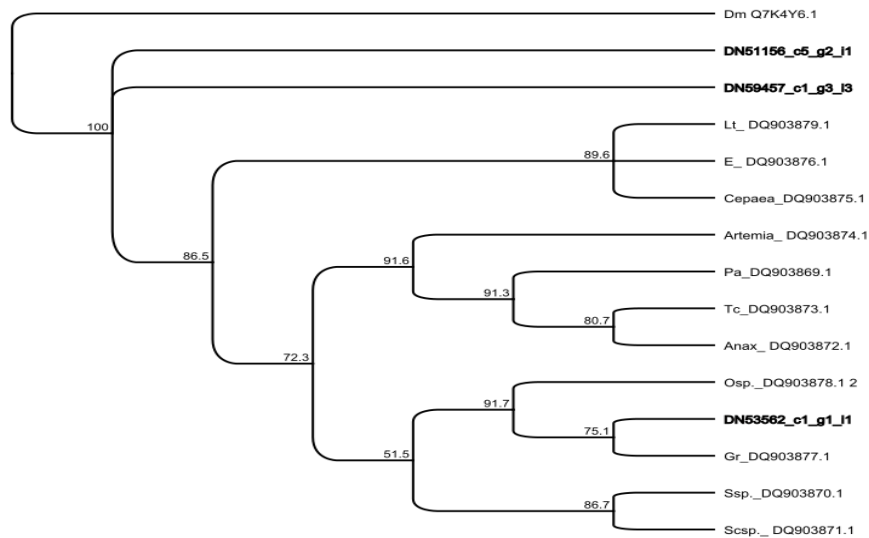 Dm Q7K4Y6.1
DN51156_c5_g2_i1
DN59457_c1_g3_i3
100
Lt_ DQ903879.1
89.6
E_ DQ903876.1
Cepaea_DQ903875.1
Artemia_ DQ903874.1
86.5
91.6
Pa_DQ903869.1
91.3
Tc_DQ903873.1
80.7
Anax_ DQ903872.1
72.3
Osp._DQ903878.1 2
91.7
DN53562_c1_g1_i1
75.1
Gr_DQ903877.1
51.5
Ssp._DQ903870.1
86.7
Scsp._ DQ903871.1